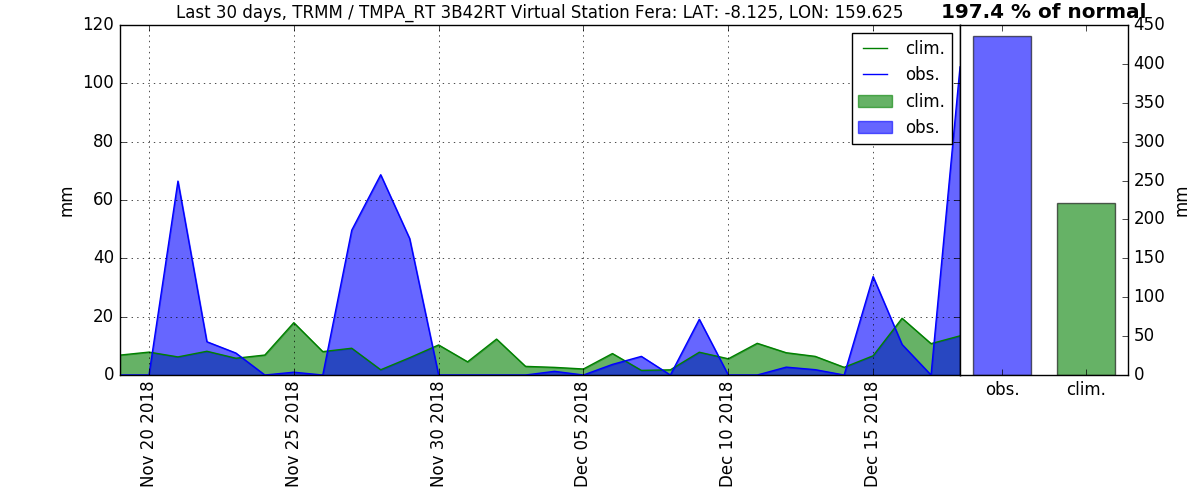 Last 30 days, TRMM / TMPA_RT 3B42RT Virtual Station Fera: LAT: -8.125, LON: 159.625
197.4 % of normal
120
100
80
60
40
20
0
mm
clim.
obs.
clim.
obs.
450
400
350
300
250
200
150
100
50
0
mm
Nov 20 2018
Nov 25 2018
Nov 30 2018
Dec 05 2018
Dec 10 2018
Dec 15 2018
obs.
clim.